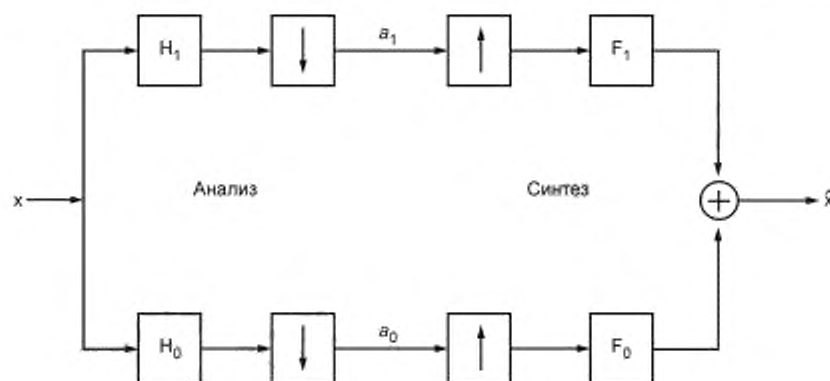 H₁
a₁
F₁
x
Анализ
Синтез
x̂
H₀
a₀
F₀